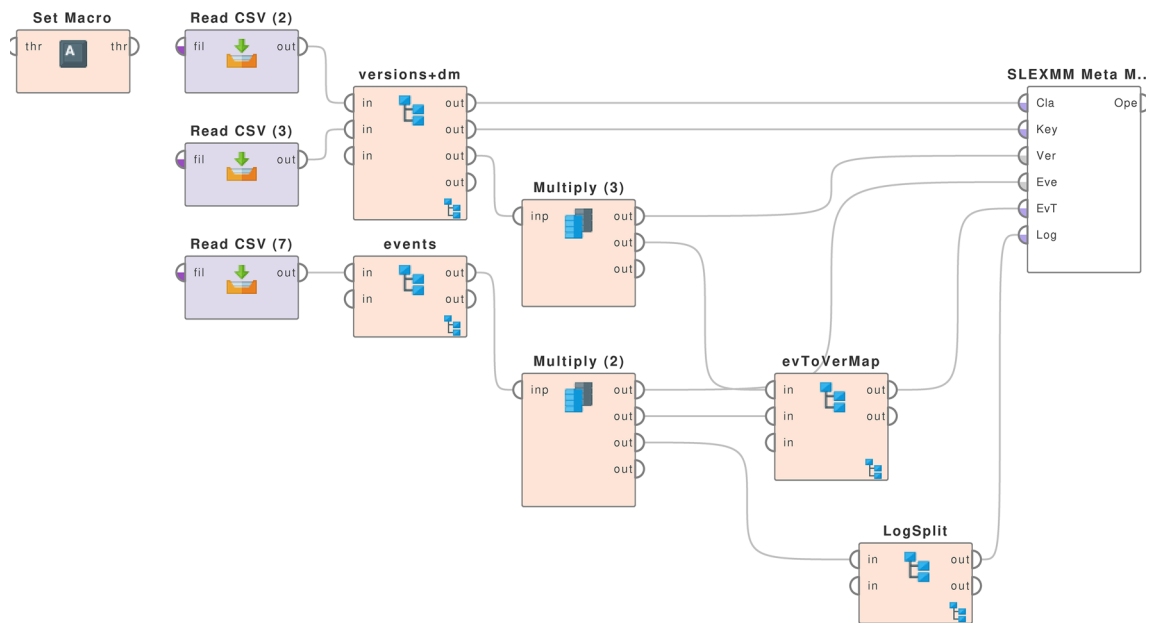 Set Macro
thr thr
Read CSV (2)
fil out
Read CSV (3)
fil out
Read CSV (7)
fil out
versions+dm
in out
in out
in out
out
events
in out
in out
Multiply (3)
inp out
out
out
Multiply (2)
inp out
out
out
out
evToVerMap
in out
in out
in
LogSplit
in out
in out
SLEXMM Meta M..
Cla Ope
Key
Ver
Eve
EvT
Log